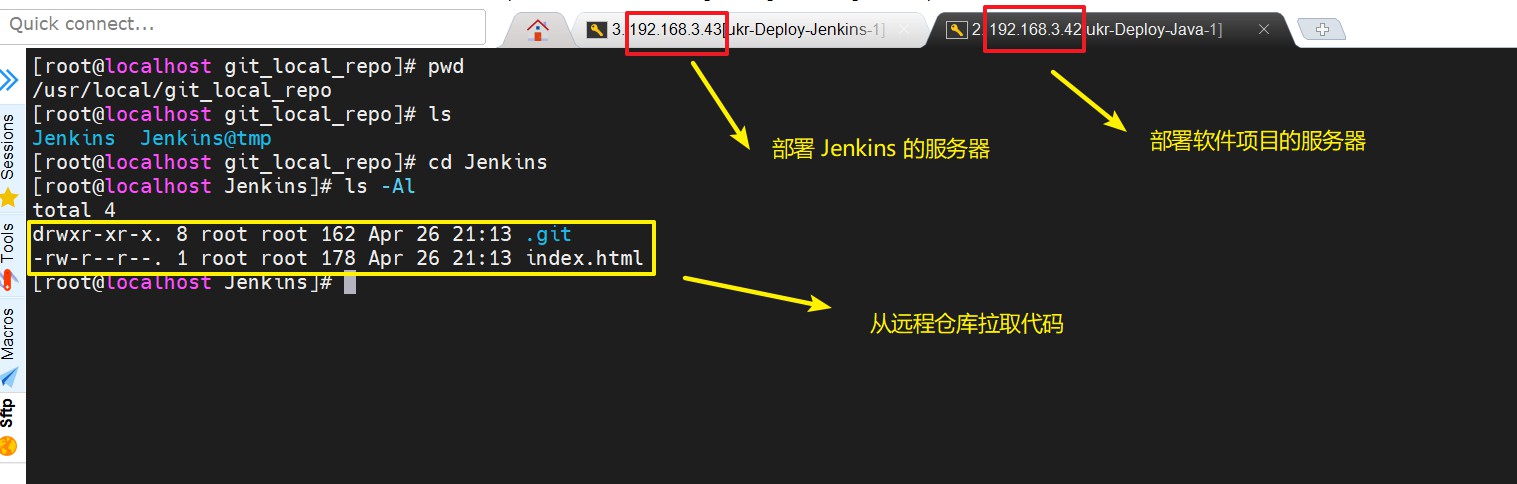 Quick connect...
3. 192.168.3.43[ukr-Deploy-Jenkins-1]
2. 192.168.3.42[ukr-Deploy-Java-1]
[root@localhost git_local_repo]# pwd
/usr/local/git_local_repo
[root@localhost git_local_repo]# ls
Jenkins  Jenkins@tmp
[root@localhost git_local_repo]# cd Jenkins
[root@localhost Jenkins]# ls -Al
total 4
drwxr-xr-x. 8 root root 162 Apr 26 21:13 .git
-rw-r--r--. 1 root root 178 Apr 26 21:13 index.html
[root@localhost Jenkins]#
部署 Jenkins 的服务器
部署软件项目的服务器
从远程仓库拉取代码
Sessions
Tools
Macros
Sftp